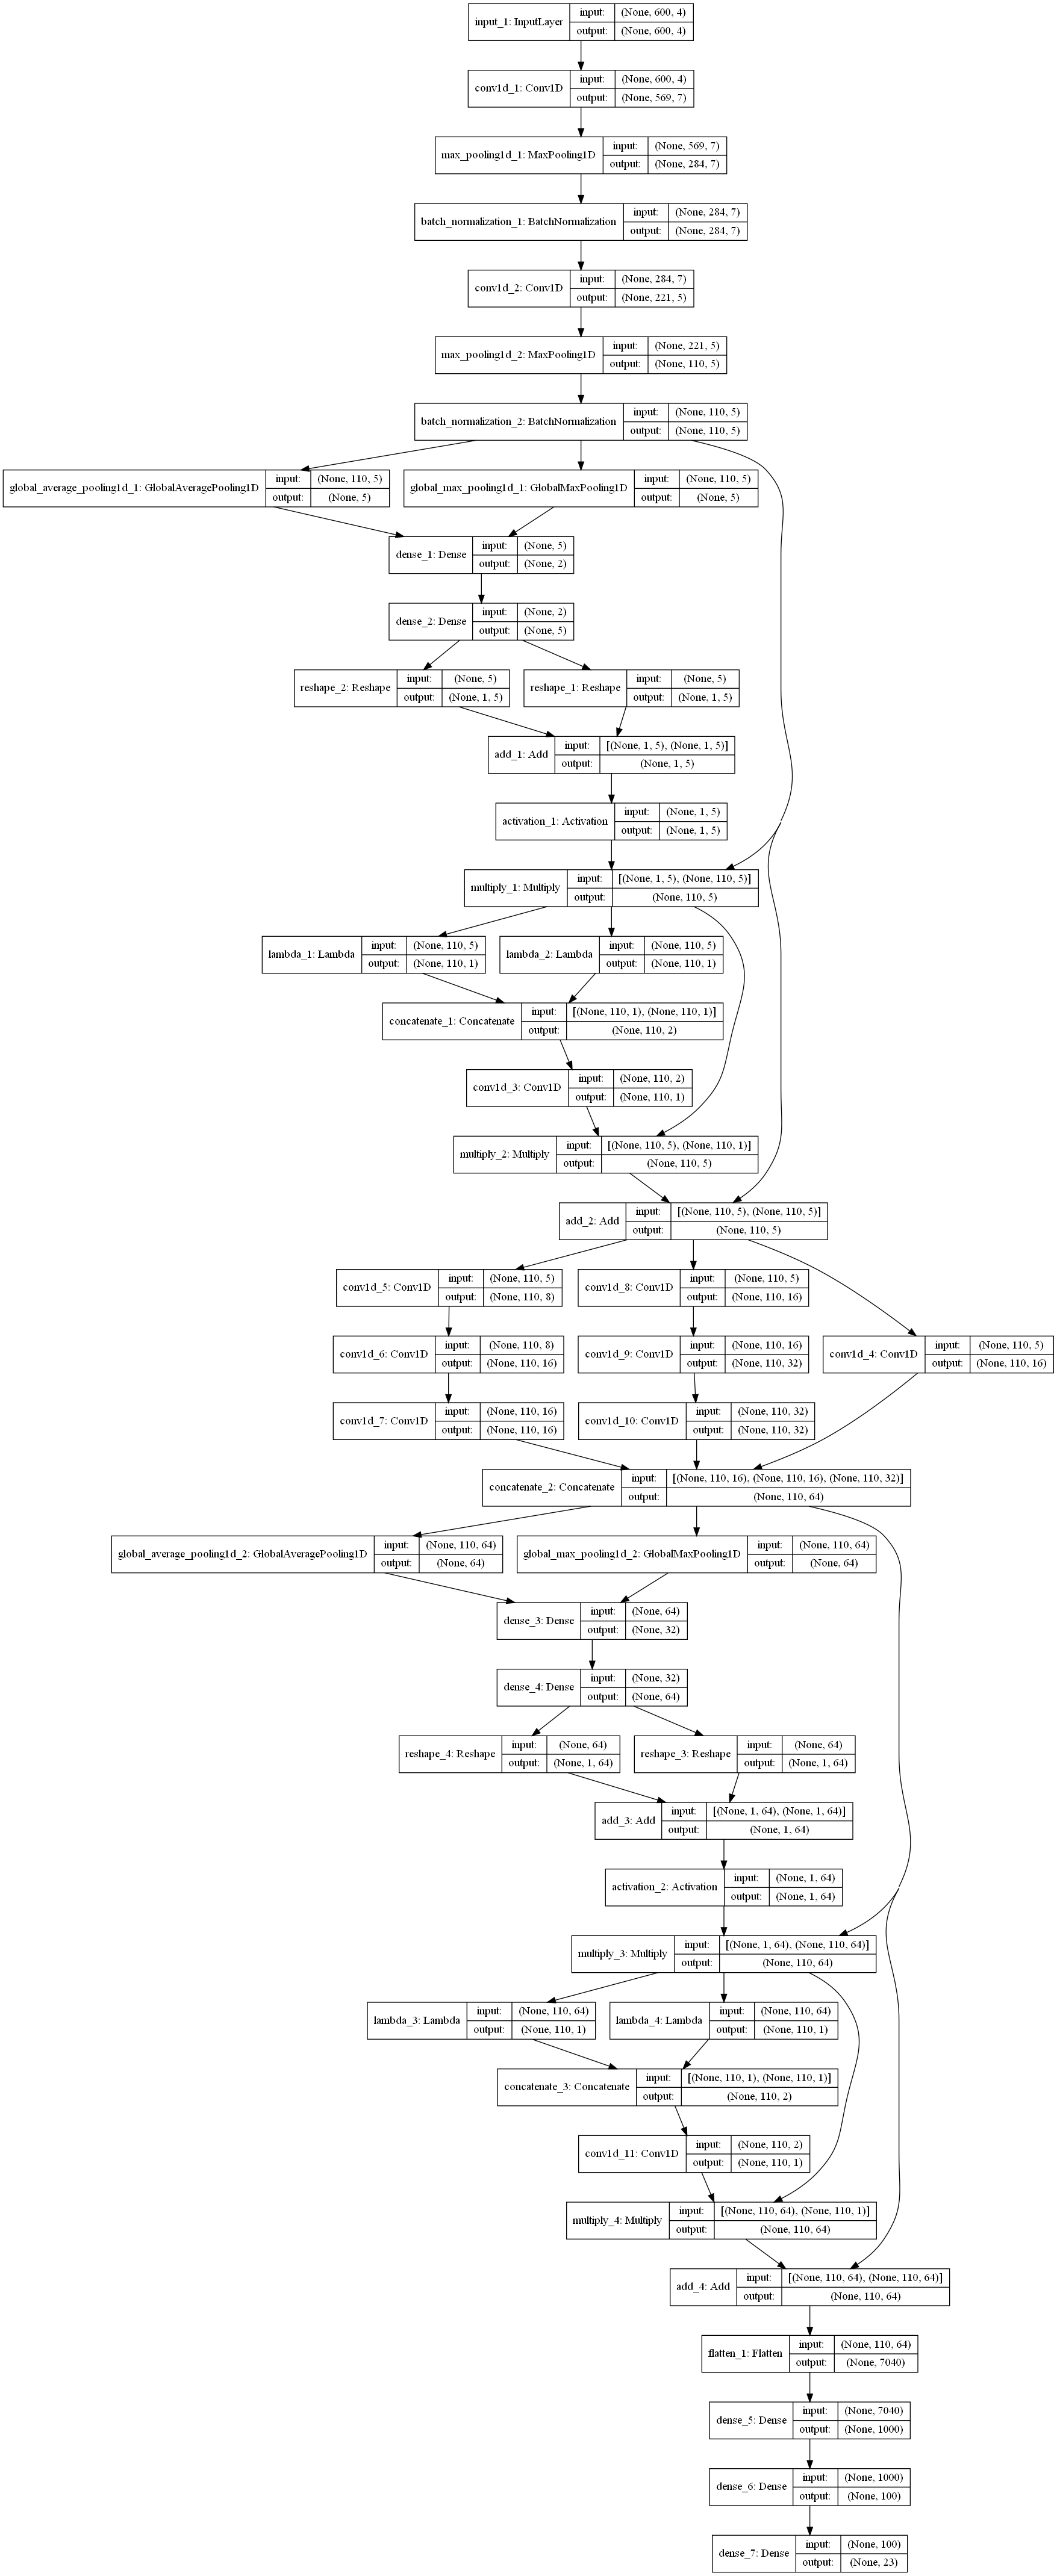 input_1: InputLayer
input: (None, 600, 4)
output: (None, 600, 4)
conv1d_1: Conv1D
input: (None, 600, 4)
output: (None, 569, 7)
max_pooling1d_1: MaxPooling1D
input: (None, 569, 7)
output: (None, 284, 7)
batch_normalization_1: BatchNormalization
input: (None, 284, 7)
output: (None, 284, 7)
conv1d_2: Conv1D
input: (None, 284, 7)
output: (None, 221, 5)
max_pooling1d_2: MaxPooling1D
input: (None, 221, 5)
output: (None, 110, 5)
batch_normalization_2: BatchNormalization
input: (None, 110, 5)
output: (None, 110, 5)
global_average_pooling1d_1: GlobalAveragePooling1D
input: (None, 110, 5)
output: (None, 5)
global_max_pooling1d_1: GlobalMaxPooling1D
input: (None, 110, 5)
output: (None, 5)
dense_1: Dense
input: (None, 5)
output: (None, 2)
dense_2: Dense
input: (None, 2)
output: (None, 5)
reshape_2: Reshape
input: (None, 5)
output: (None, 1, 5)
reshape_1: Reshape
input: (None, 5)
output: (None, 1, 5)
add_1: Add
input: [(None, 1, 5), (None, 1, 5)]
output: (None, 1, 5)
activation_1: Activation
input: (None, 1, 5)
output: (None, 1, 5)
multiply_1: Multiply
input: [(None, 1, 5), (None, 110, 5)]
output: (None, 110, 5)
lambda_1: Lambda
input: (None, 110, 5)
output: (None, 110, 1)
lambda_2: Lambda
input: (None, 110, 5)
output: (None, 110, 1)
concatenate_1: Concatenate
input: [(None, 110, 1), (None, 110, 1)]
output: (None, 110, 2)
conv1d_3: Conv1D
input: (None, 110, 2)
output: (None, 110, 1)
multiply_2: Multiply
input: [(None, 110, 5), (None, 110, 1)]
output: (None, 110, 5)
add_2: Add
input: [(None, 110, 5), (None, 110, 5)]
output: (None, 110, 5)
conv1d_5: Conv1D
input: (None, 110, 5)
output: (None, 110, 8)
conv1d_8: Conv1D
input: (None, 110, 5)
output: (None, 110, 16)
conv1d_6: Conv1D
input: (None, 110, 8)
output: (None, 110, 16)
conv1d_9: Conv1D
input: (None, 110, 16)
output: (None, 110, 32)
conv1d_4: Conv1D
input: (None, 110, 5)
output: (None, 110, 16)
conv1d_7: Conv1D
input: (None, 110, 16)
output: (None, 110, 16)
conv1d_10: Conv1D
input: (None, 110, 32)
output: (None, 110, 32)
concatenate_2: Concatenate
input: [(None, 110, 16), (None, 110, 16), (None, 110, 32)]
output: (None, 110, 64)
global_average_pooling1d_2: GlobalAveragePooling1D
input: (None, 110, 64)
output: (None, 64)
global_max_pooling1d_2: GlobalMaxPooling1D
input: (None, 110, 64)
output: (None, 64)
dense_3: Dense
input: (None, 64)
output: (None, 32)
dense_4: Dense
input: (None, 32)
output: (None, 64)
reshape_4: Reshape
input: (None, 64)
output: (None, 1, 64)
reshape_3: Reshape
input: (None, 64)
output: (None, 1, 64)
add_3: Add
input: [(None, 1, 64), (None, 1, 64)]
output: (None, 1, 64)
activation_2: Activation
input: (None, 1, 64)
output: (None, 1, 64)
multiply_3: Multiply
input: [(None, 1, 64), (None, 110, 64)]
output: (None, 110, 64)
lambda_3: Lambda
input: (None, 110, 64)
output: (None, 110, 1)
lambda_4: Lambda
input: (None, 110, 64)
output: (None, 110, 1)
concatenate_3: Concatenate
input: [(None, 110, 1), (None, 110, 1)]
output: (None, 110, 2)
conv1d_11: Conv1D
input: (None, 110, 2)
output: (None, 110, 1)
multiply_4: Multiply
input: [(None, 110, 64), (None, 110, 1)]
output: (None, 110, 64)
add_4: Add
input: [(None, 110, 64), (None, 110, 64)]
output: (None, 110, 64)
flatten_1: Flatten
input: (None, 110, 64)
output: (None, 7040)
dense_5: Dense
input: (None, 7040)
output: (None, 1000)
dense_6: Dense
input: (None, 1000)
output: (None, 100)
dense_7: Dense
input: (None, 100)
output: (None, 23)